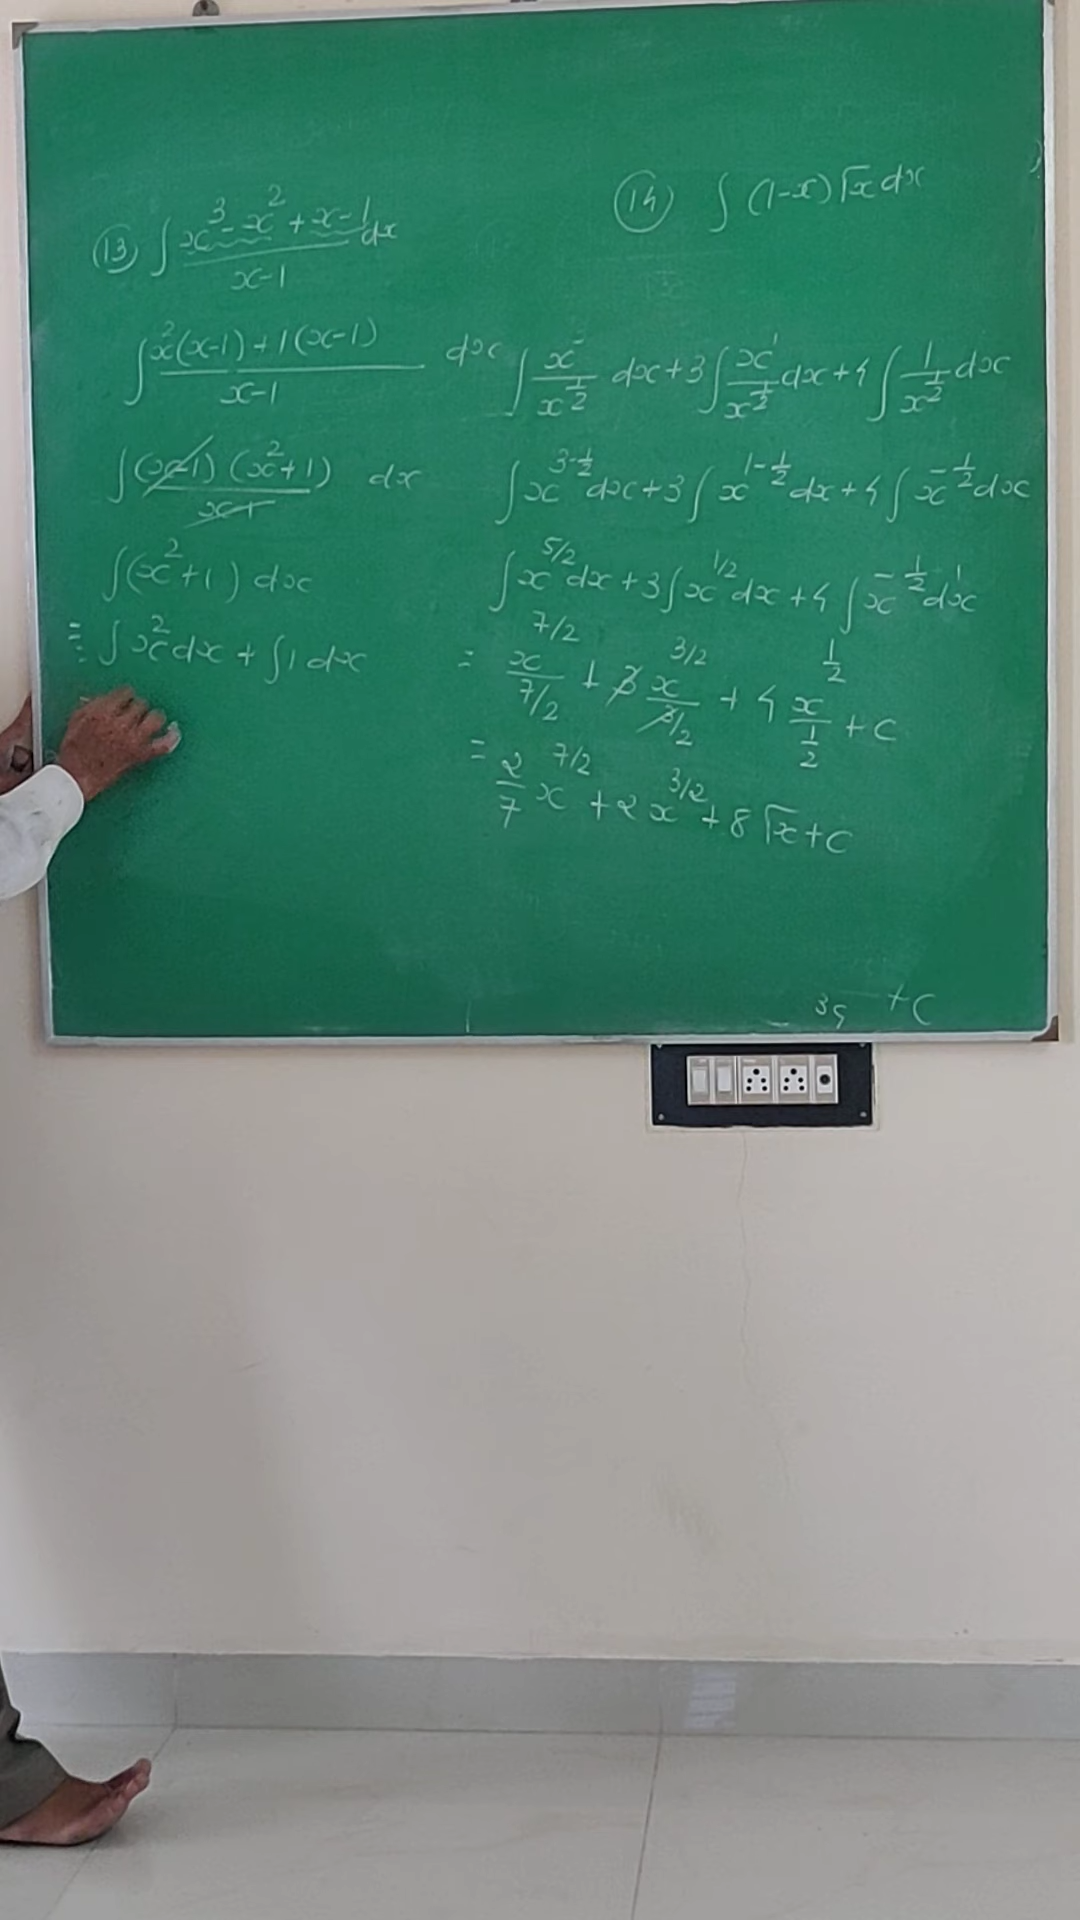 (13) ∫ (x³ - x² + x - 1)/(x-1) dx
∫ (x²(x-1) + 1(x-1))/(x-1) dx
∫ (x-1)(x²+1)/(x-1) dx
∫(x²+1) dx
= ∫x² dx + ∫1 dx
(14) ∫ (1-x)√x dx
∫ x/x^(1/2) dx + 3∫ x¹/x^(1/2) dx + 4∫ 1/x^(1/2) dx
∫ x^(3-1/2) dx + 3∫ x^(1-1/2) dx + 4∫ x^(-1/2) dx
∫ x^(5/2) dx + 3∫ x^(1/2) dx + 4∫ x^(-1/2) dx
= x^(7/2)/(7/2) + 3 x^(3/2)/(3/2) + 4 x^(1/2)/(1/2) + C
= 2/7 x^(7/2) + 2x^(3/2) + 8√x + C
+ C